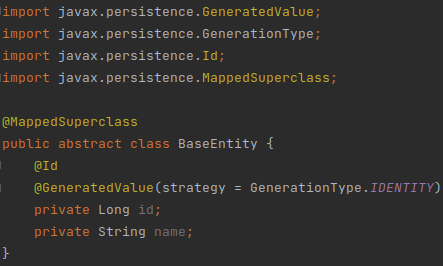 import javax.persistence.GeneratedValue;
import javax.persistence.GenerationType;
import javax.persistence.Id;
import javax.persistence.MappedSuperclass;
@MappedSuperclass
public abstract class BaseEntity {
@Id
@GeneratedValue(strategy = GenerationType.IDENTITY)
private Long id;
private String name;
}